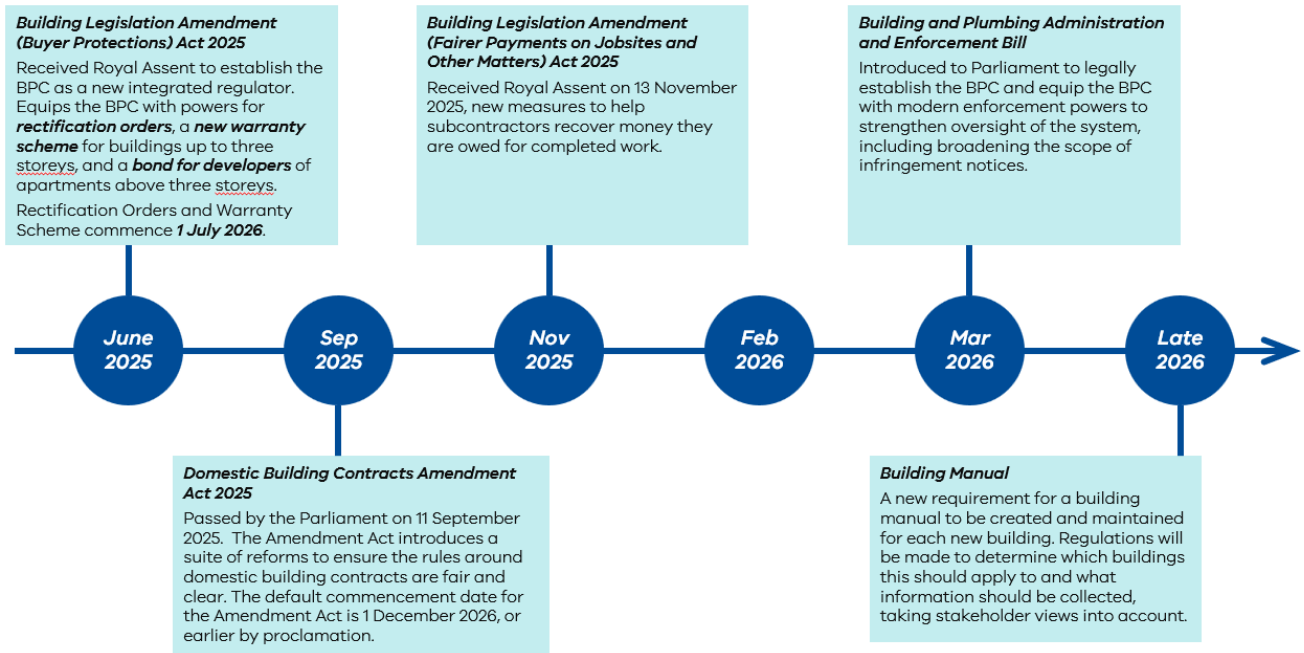 Building Legislation Amendment
(Buyer Protections) Act 2025
Received Royal Assent to establish the
BPC as a new integrated regulator.
Equips the BPC with powers for
rectification orders, a new warranty
scheme for buildings up to three
storeys, and a bond for developers of
apartments above three storeys.
Rectification Orders and Warranty
Scheme commence 1 July 2026.
Building Legislation Amendment
(Fairer Payments on Jobsites and
Other Matters) Act 2025
Received Royal Assent on 13 November
2025, new measures to help
subcontractors recover money they
are owed for completed work.
Building and Plumbing Administration
and Enforcement Bill
Introduced to Parliament to legally
establish the BPC and equip the BPC
with modern enforcement powers to
strengthen oversight of the system,
including broadening the scope of
infringement notices.
June
2025
Sep
2025
Nov
2025
Feb
2026
Mar
2026
Late
2026
Domestic Building Contracts Amendment
Act 2025
Passed by the Parliament on 11 September
2025.  The Amendment Act introduces a
suite of reforms to ensure the rules around
domestic building contracts are fair and
clear. The default commencement date for
the Amendment Act is 1 December 2026, or
earlier by proclamation.
Building Manual
A new requirement for a building
manual to be created and maintained
for each new building. Regulations will
be made to determine which buildings
this should apply to and what
information should be collected,
taking stakeholder views into account.